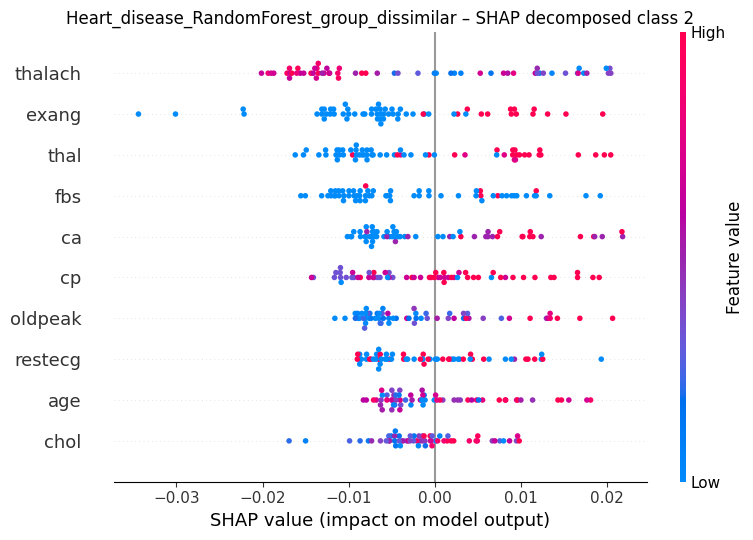 Heart_disease_RandomForest_group_dissimilar – SHAP decomposed class 2
High
thalach
exang
thal
fbs
ca
cp
oldpeak
restecg
age
chol
Feature value
Low
−0.03 −0.02 −0.01 0.00 0.01 0.02
SHAP value (impact on model output)